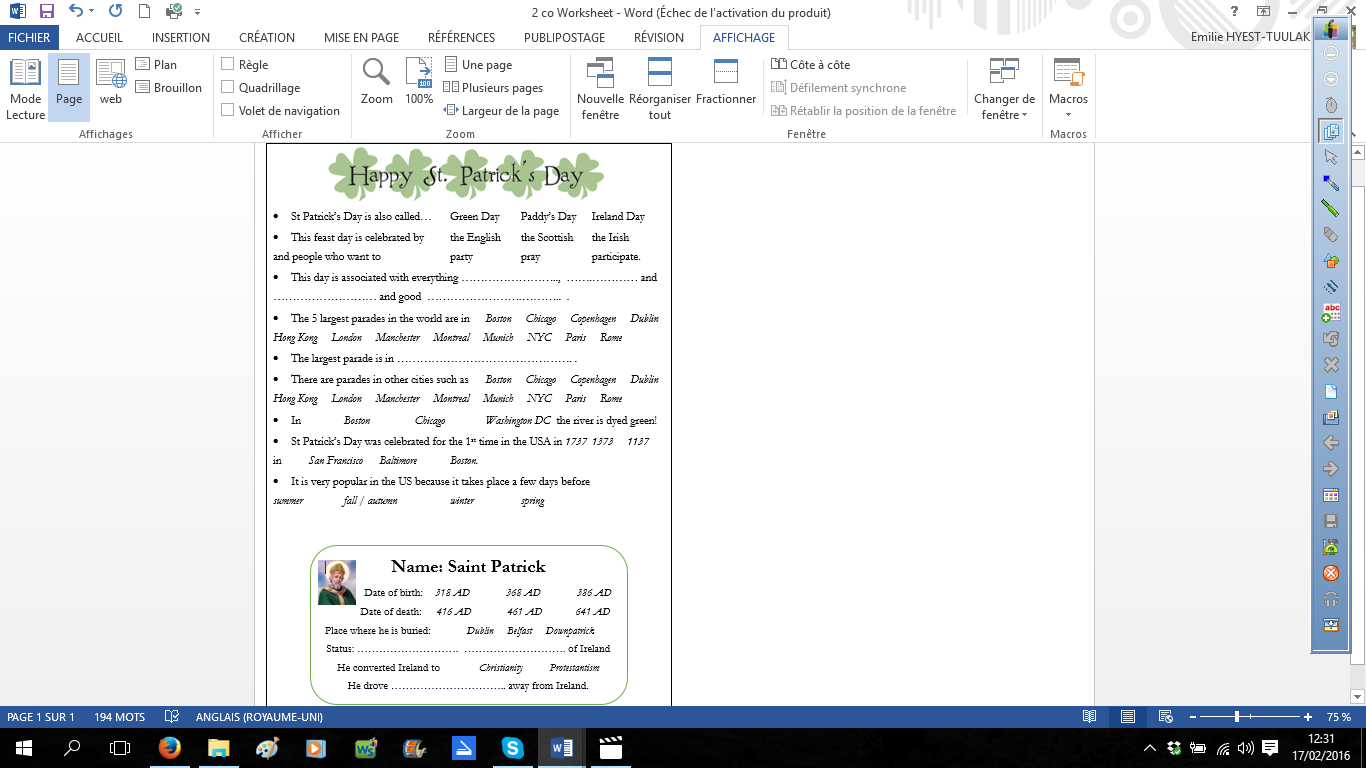 2 co Worksheet - Word (Échec de l'activation du produit)
FICHIER ACCUEIL INSERTION CRÉATION MISE EN PAGE RÉFÉRENCES PUBLIPOSTAGE RÉVISION AFFICHAGE Emilie HYEST-TUULAK
Mode Lecture Page web Plan Brouillon
Affichages
Règle Quadrillage Volet de navigation
Afficher
Zoom 100% Une page Plusieurs pages Largeur de la page
Zoom
Nouvelle fenêtre Réorganiser tout Fractionner Côte à côte Défilement synchrone Rétablir la position de la fenêtre Changer de fenêtre
Fenêtre
Macros
Macros
Happy St. Patrick's Day
• St Patrick's Day is also called… Green Day Paddy's Day Ireland Day
• This feast day is celebrated by the English the Scottish the Irish
and people who want to party pray participate.
• This day is associated with everything …………………….., …….………… and
……………………… and good …………………………….. .
• The 5 largest parades in the world are in Boston Chicago Copenhagen Dublin
Hong Kong London Manchester Montreal Munich NYC Paris Rome
• The largest parade is in ………………………………………. .
• There are parades in other cities such as Boston Chicago Copenhagen Dublin
Hong Kong London Manchester Montreal Munich NYC Paris Rome
• In Boston Chicago Washington DC the river is dyed green!
• St Patrick's Day was celebrated for the 1st time in the USA in 1737 1373 1137
in San Francisco Baltimore Boston.
• It is very popular in the US because it takes place a few days before
summer fall / autumn winter spring
Name: Saint Patrick
Date of birth: 318 AD 368 AD 386 AD
Date of death: 416 AD 461 AD 641 AD
Place where he is buried: Dublin Belfast Downpatrick
Status: ………………………. ………………………. of Ireland
He converted Ireland to Christianity Protestantism
He drove ………………………….. away from Ireland.
abc
PAGE 1 SUR 1 194 MOTS ANGLAIS (ROYAUME-UNI) 75 %
12:31
17/02/2016